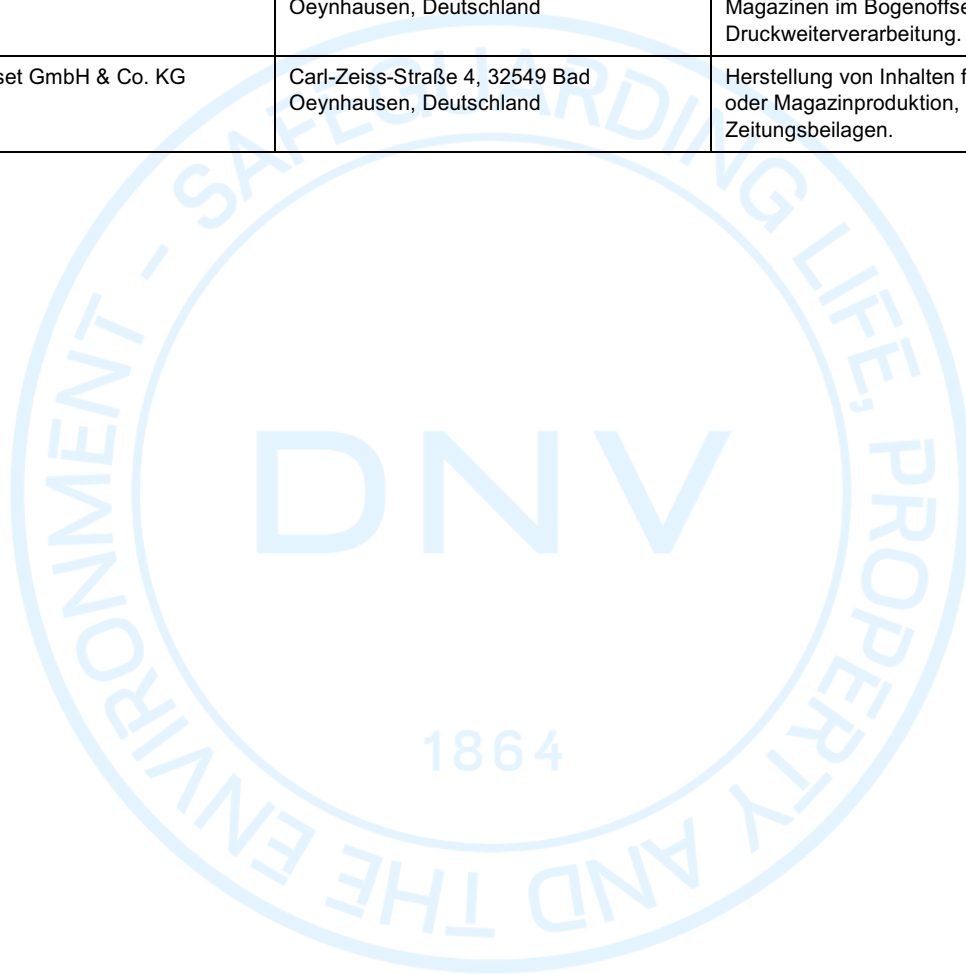 Oeynhausen, Deutschland
Magazinen im Bogenoffse
Druckweiterverarbeitung.
set GmbH & Co. KG
Carl-Zeiss-Straße 4, 32549 Bad
Oeynhausen, Deutschland
Herstellung von Inhalten f
oder Magazinproduktion,
Zeitungsbeilagen.
SAFEGUARDING LIFE, PROPERTY AND THE ENVIRONMENT -
DNV
1864